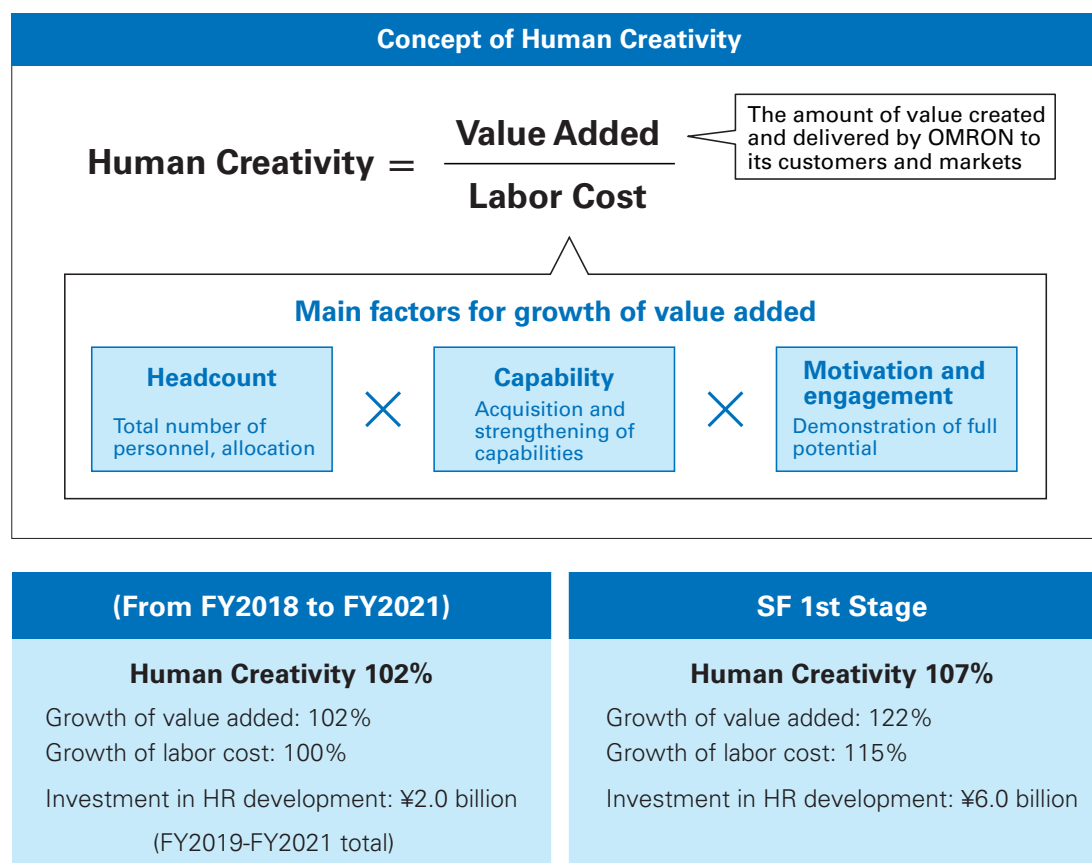 Concept of Human Creativity
Human Creativity =
Value Added
Labor Cost
The amount of value created
and delivered by OMRON to
its customers and markets
Main factors for growth of value added
Headcount
Total number of
personnel, allocation
×
Capability
Acquisition and
strengthening of
capabilities
×
Motivation and
engagement
Demonstration of full
potential
(From FY2018 to FY2021)
Human Creativity 102%
Growth of value added: 102%
Growth of labor cost: 100%
Investment in HR development: ¥2.0 billion
(FY2019-FY2021 total)
SF 1st Stage
Human Creativity 107%
Growth of value added: 122%
Growth of labor cost: 115%
Investment in HR development: ¥6.0 billion